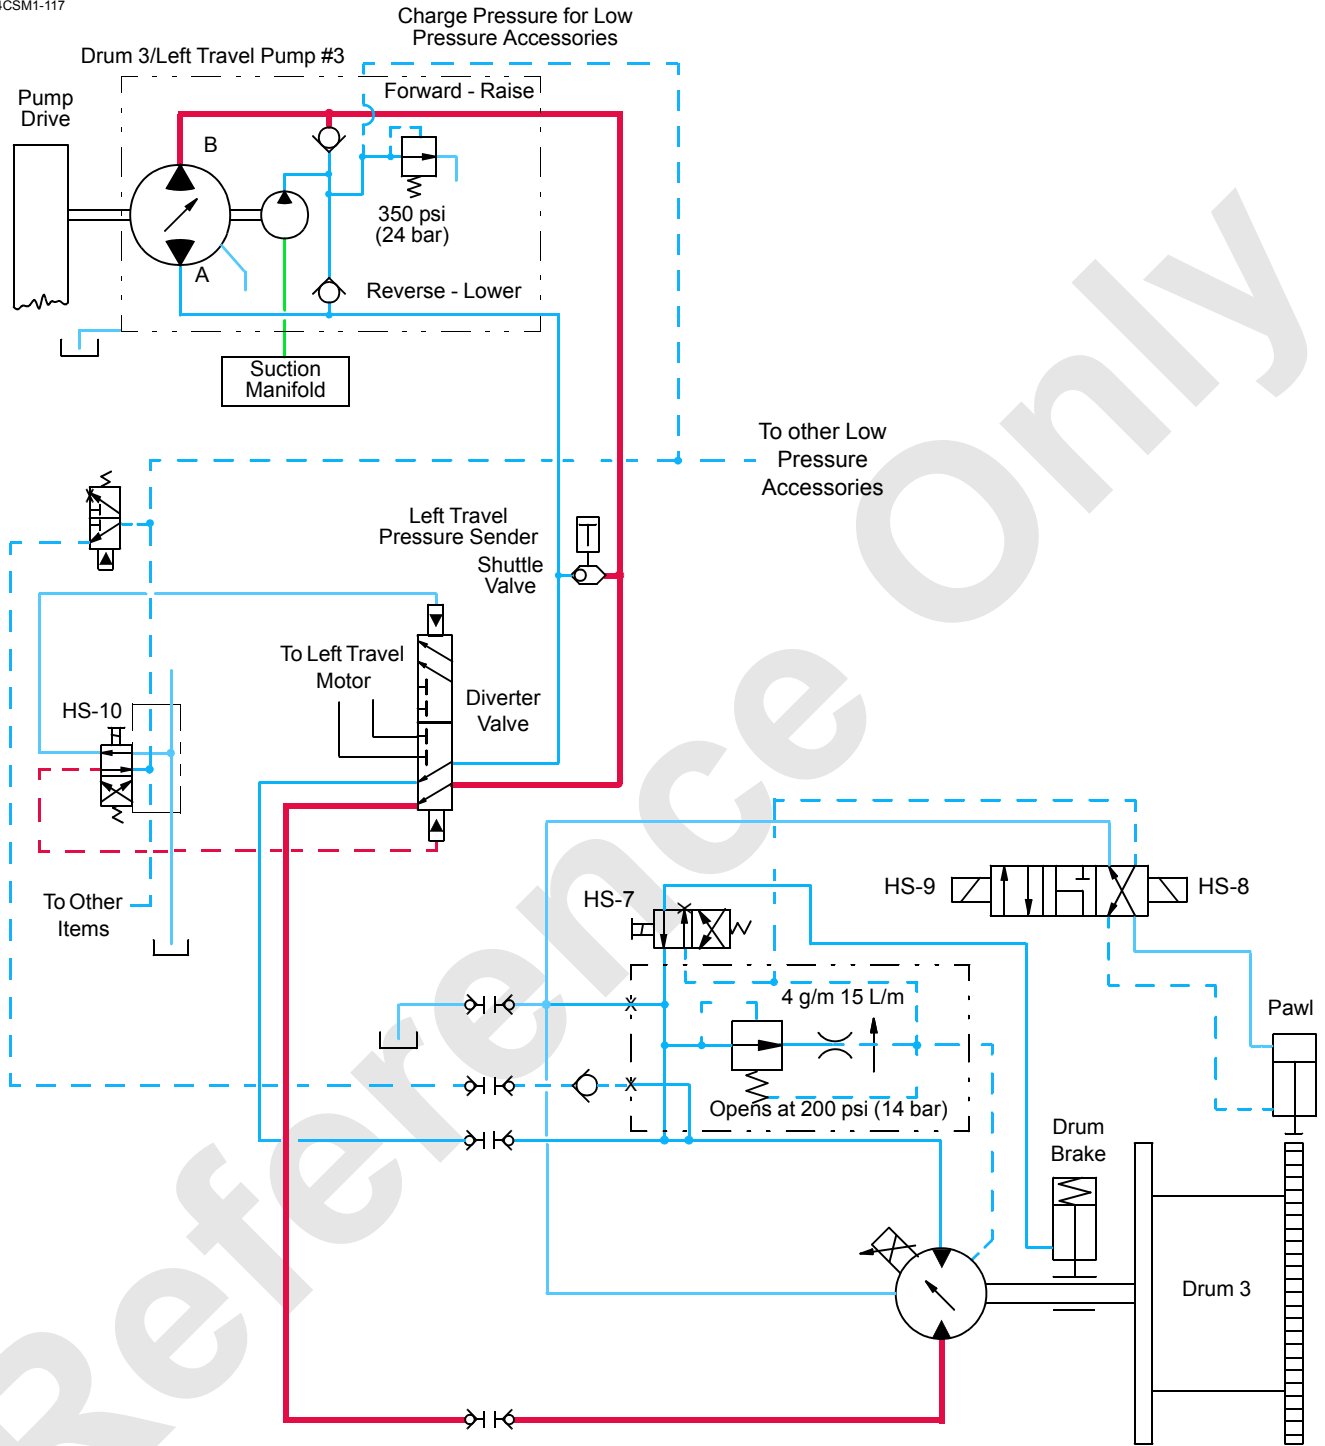 Charge Pressure for Low
Pressure Accessories
Drum 3/Left Travel Pump #3
Pump
Drive
Forward - Raise
B
350 psi
(24 bar)
A
Reverse - Lower
Suction
Manifold
To other Low
Pressure
Accessories
Left Travel
Pressure Sender
Shuttle
Valve
To Left Travel
Motor
Diverter
Valve
HS-10
To Other
Items
HS-7
HS-9
HS-8
4 g/m 15 L/m
Pawl
Opens at 200 psi (14 bar)
Drum
Brake
Drum 3
Reference Only